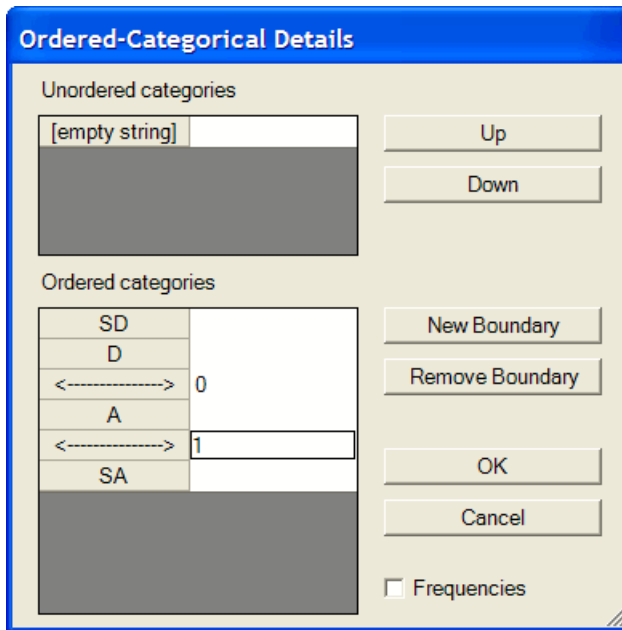 Ordered-Categorical Details
Unordered categories
[empty string]
Up
Down
Ordered categories
SD
D
<---------------> 0
A
<---------------> 1
SA
New Boundary
Remove Boundary
OK
Cancel
Frequencies